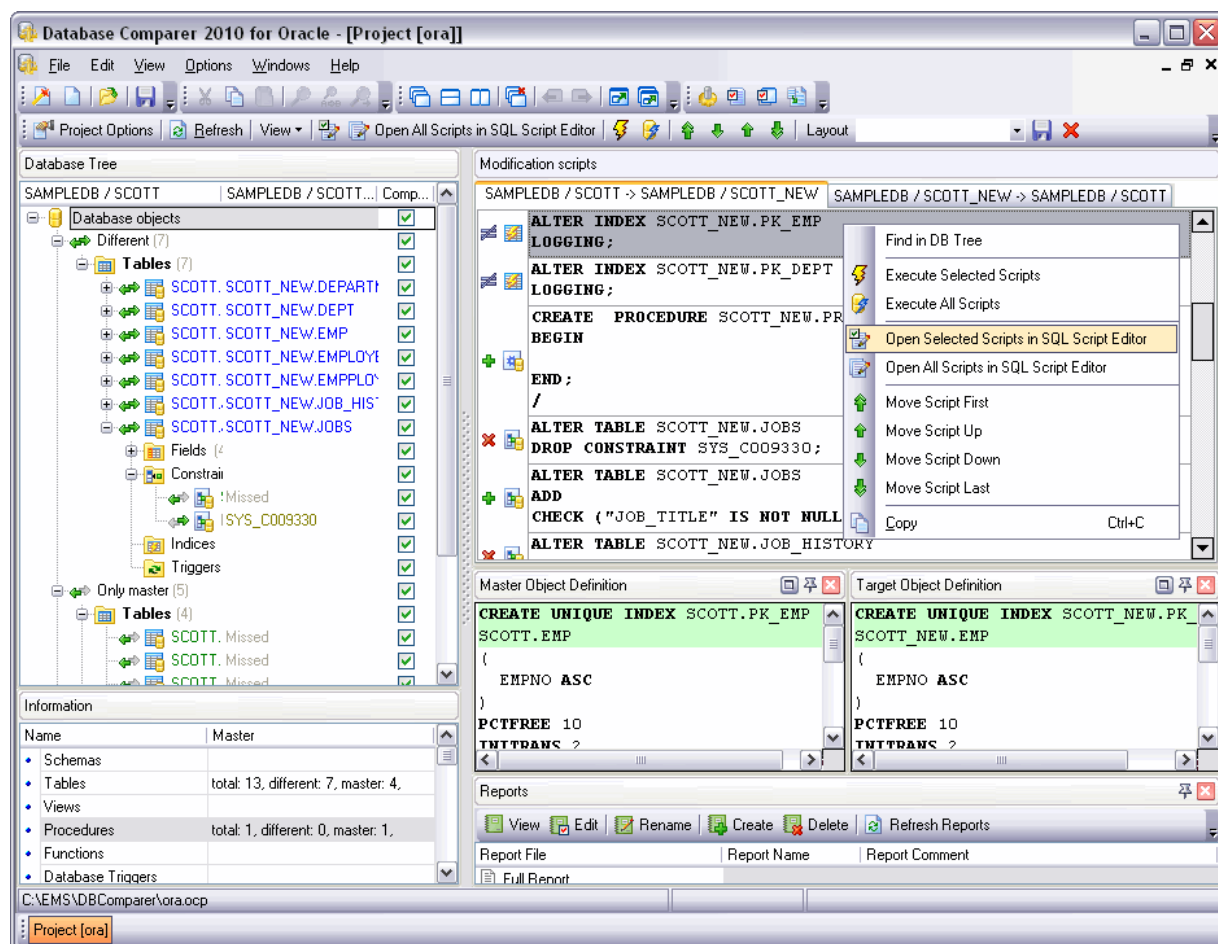 Database Comparer 2010 for Oracle - [Project [ora]]
File Edit View Options Windows Help
Project Options Refresh View Open All Scripts in SQL Script Editor Layout
Database Tree
SAMPLEDB / SCOTT SAMPLEDB / SCOTT... Comp...
Database objects
Different (7)
Tables (7)
SCOTT. SCOTT_NEW.DEPARTM
SCOTT. SCOTT_NEW.DEPT
SCOTT. SCOTT_NEW.EMP
SCOTT. SCOTT_NEW.EMPLOYE
SCOTT. SCOTT_NEW.EMPPLOY
SCOTT. SCOTT_NEW.JOB_HIS
SCOTT. SCOTT_NEW.JOBS
Fields (4
Constrain
Missed
SYS_C009330
Indices
Triggers
Only master (5)
Tables (4)
SCOTT. Missed
SCOTT. Missed
SCOTT. Missed
Information
Name Master
Schemas
Tables total: 13, different: 7, master: 4,
Views
Procedures total: 1, different: 0, master: 1,
Functions
Database Triggers
Modification scripts
SAMPLEDB / SCOTT -> SAMPLEDB / SCOTT_NEW SAMPLEDB / SCOTT_NEW -> SAMPLEDB / SCOTT
ALTER INDEX SCOTT_NEW.PK_EMP
LOGGING;
ALTER INDEX SCOTT_NEW.PK_DEPT
LOGGING;
CREATE PROCEDURE SCOTT_NEW.PR
BEGIN
END;
/
ALTER TABLE SCOTT_NEW.JOBS
DROP CONSTRAINT SYS_C009330;
ALTER TABLE SCOTT_NEW.JOBS
ADD
CHECK ("JOB_TITLE" IS NOT NULL
ALTER TABLE SCOTT_NEW.JOB_HISTORY
Find in DB Tree
Execute Selected Scripts
Execute All Scripts
Open Selected Scripts in SQL Script Editor
Open All Scripts in SQL Script Editor
Move Script First
Move Script Up
Move Script Down
Move Script Last
Copy Ctrl+C
Master Object Definition
CREATE UNIQUE INDEX SCOTT.PK_EMP
SCOTT.EMP
(
EMPNO ASC
)
PCTFREE 10
INITRANS 2
Target Object Definition
CREATE UNIQUE INDEX SCOTT_NEW.PK_
SCOTT_NEW.EMP
(
EMPNO ASC
)
PCTFREE 10
INITRANS 2
Reports
View Edit Rename Create Delete Refresh Reports
Report File Report Name Report Comment
Full Report
C:\EMS\DBComparer\ora.ocp
Project [ora]